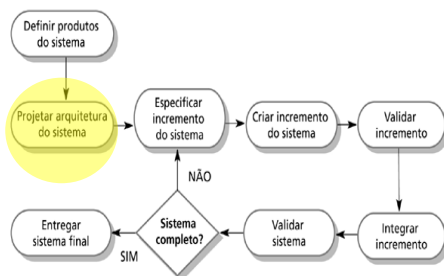 Definir produtos
do sistema
Projetar arquitetura
do sistema
Especificar
incremento
do sistema
Criar incremento
do sistema
Validar
incremento
NÃO
Entregar
sistema final
SIM
Sistema
completo?
Validar
sistema
Integrar
incremento